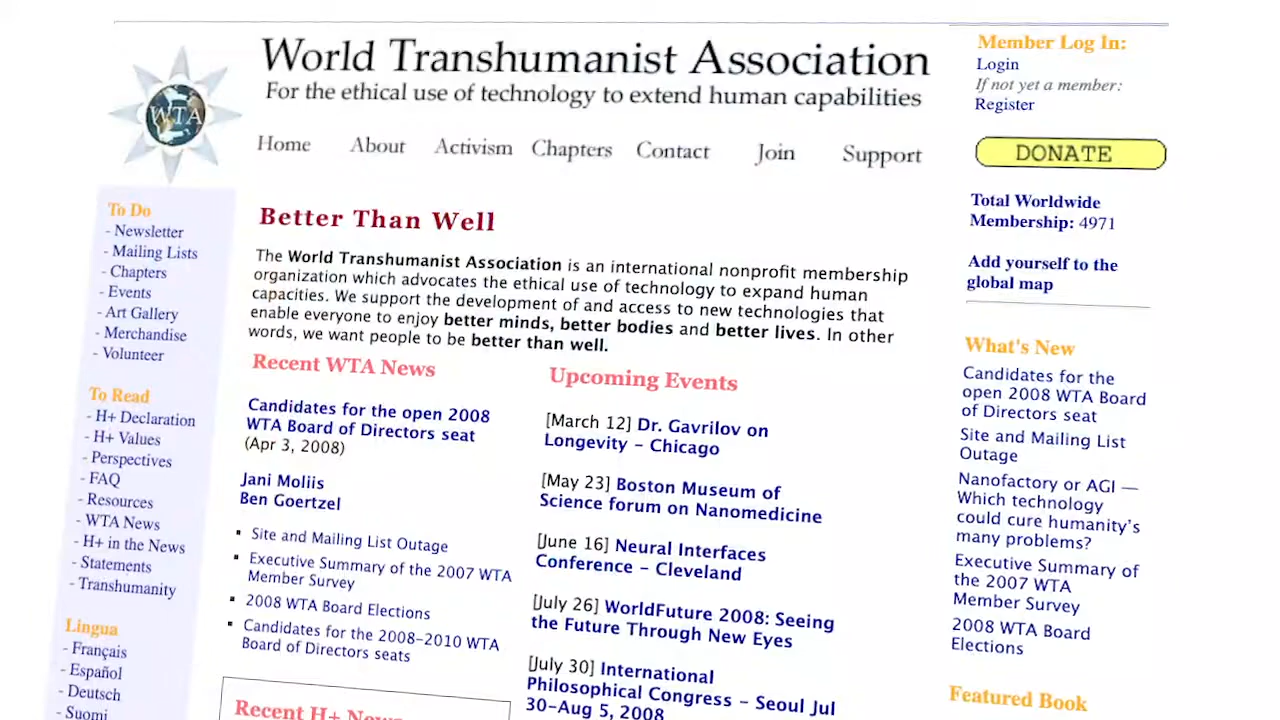 World Transhumanist Association
For the ethical use of technology to extend human capabilities
WTA
Home About Activism Chapters Contact Join Support
Member Log In:
Login
If not yet a member:
Register
DONATE
Total Worldwide
Membership: 4971
Add yourself to the
global map
To Do
- Newsletter
- Mailing Lists
- Chapters
- Events
- Art Gallery
- Merchandise
- Volunteer
To Read
- H+ Declaration
- H+ Values
- Perspectives
- FAQ
- Resources
- WTA News
- H+ in the News
- Statements
- Transhumanity
Lingua
- Français
- Español
- Deutsch
- Suomi
Better Than Well
The World Transhumanist Association is an international nonprofit membership
organization which advocates the ethical use of technology to expand human
capacities. We support the development of and access to new technologies that
enable everyone to enjoy better minds, better bodies and better lives. In other
words, we want people to be better than well.
Recent WTA News
Candidates for the open 2008
WTA Board of Directors seat
(Apr 3, 2008)
Jani Moliis
Ben Goertzel
▪ Site and Mailing List Outage
▪ Executive Summary of the 2007 WTA
Member Survey
▪ 2008 WTA Board Elections
▪ Candidates for the 2008-2010 WTA
Board of Directors seats
Recent H+ News
Upcoming Events
[March 12] Dr. Gavrilov on
Longevity - Chicago
[May 23] Boston Museum of
Science forum on Nanomedicine
[June 16] Neural Interfaces
Conference - Cleveland
[July 26] WorldFuture 2008: Seeing
the Future Through New Eyes
[July 30] International
Philosophical Congress - Seoul Jul
30-Aug 5, 2008
What's New
Candidates for the
open 2008 WTA Board
of Directors seat
Site and Mailing List
Outage
Nanofactory or AGI —
Which technology
could cure humanity's
many problems?
Executive Summary of
the 2007 WTA
Member Survey
2008 WTA Board
Elections
Featured Book